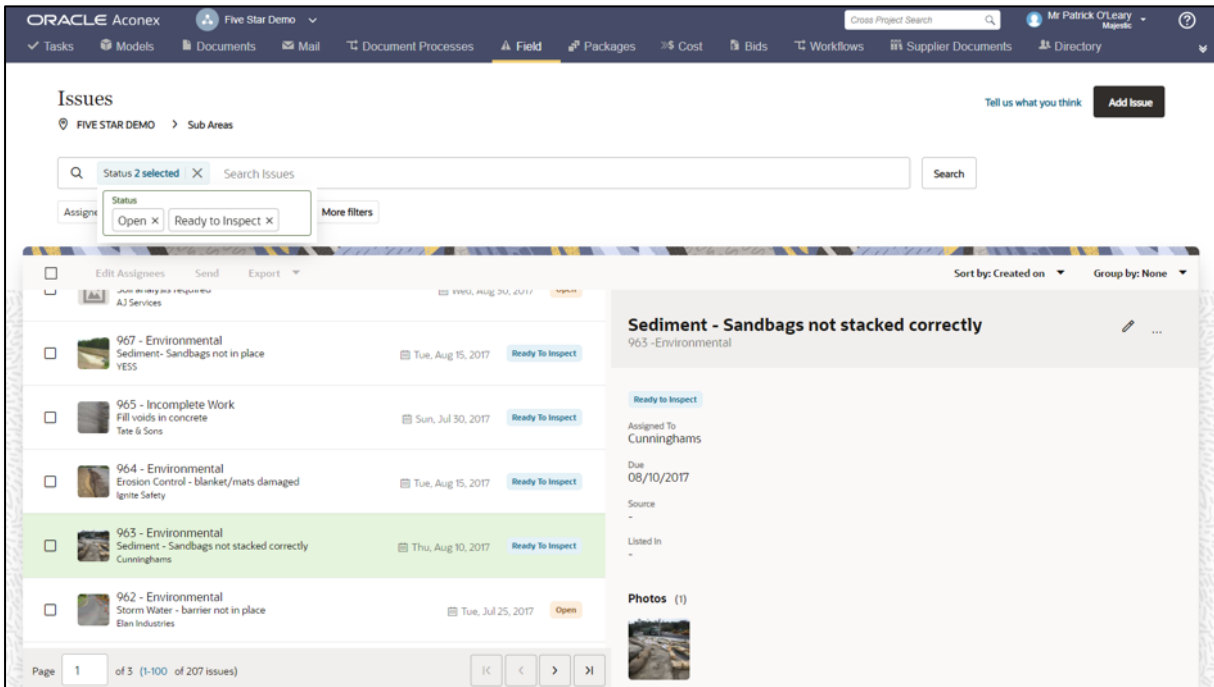 ORACLE Aconex
Five Star Demo
Cross Project Search
Mr Patrick O'Leary
Majestic
Tasks
Models
Documents
Mail
Document Processes
Field
Packages
Cost
Bids
Workflows
Supplier Documents
Directory
Issues
FIVE STAR DEMO > Sub Areas
Tell us what you think
Add Issue
Status 2 selected
Search Issues
Search
Status
Open × Ready to Inspect ×
More filters
Edit Assignees
Send
Export
Sort by: Created on
Group by: None
Soil analysis required
AJ Services
Wed, Aug 30, 2017
Open
967 - Environmental
Sediment- Sandbags not in place
YESS
Tue, Aug 15, 2017
Ready To Inspect
965 - Incomplete Work
Fill voids in concrete
Tate & Sons
Sun, Jul 30, 2017
Ready To Inspect
964 - Environmental
Erosion Control - blanket/mats damaged
Ignite Safety
Tue, Aug 15, 2017
Ready To Inspect
963 - Environmental
Sediment - Sandbags not stacked correctly
Cunninghams
Thu, Aug 10, 2017
Ready To Inspect
962 - Environmental
Storm Water - barrier not in place
Elan Industries
Tue, Jul 25, 2017
Open
Page 1 of 3 (1-100 of 207 issues)
Sediment - Sandbags not stacked correctly
963 -Environmental
...
Ready to Inspect
Assigned To
Cunninghams
Due
08/10/2017
Source
-
Listed In
-
Photos (1)